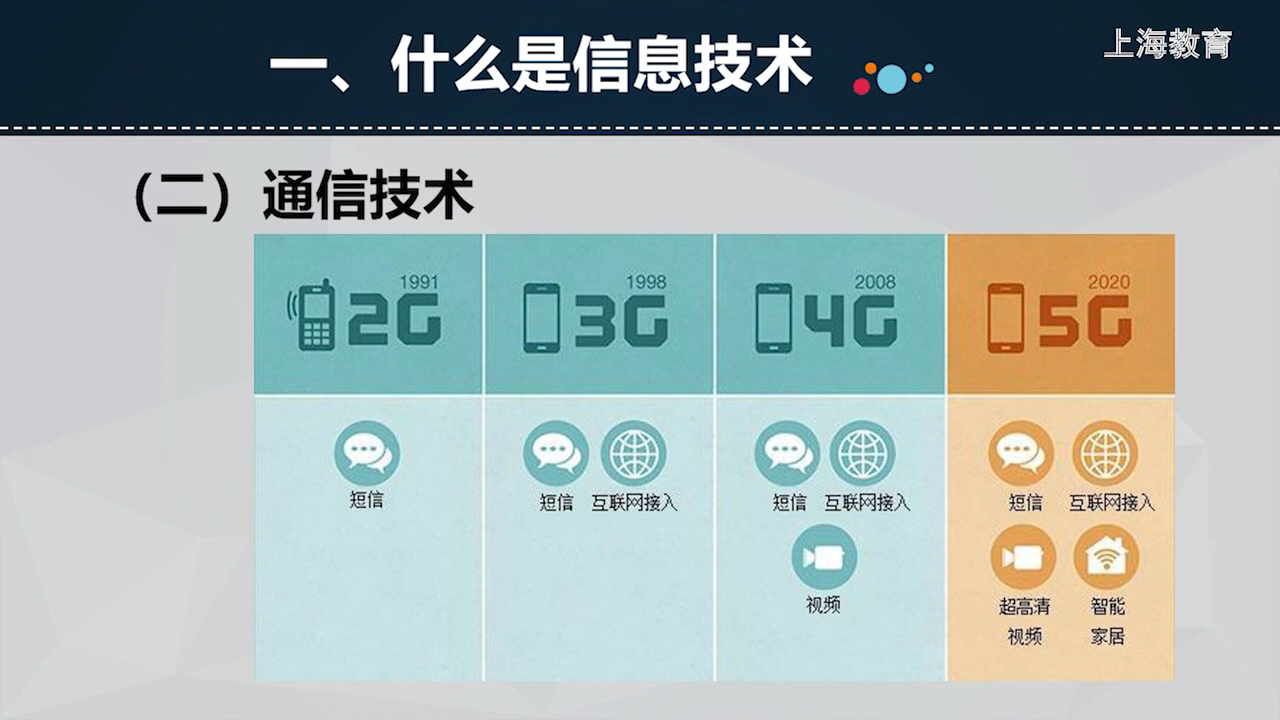 一、什么是信息技术
上海教育
（二）通信技术
1991
2G
1998
3G
2008
4G
2020
5G
短信
短信 互联网接入
短信 互联网接入
视频
短信 互联网接入
超高清
视频
智能
家居